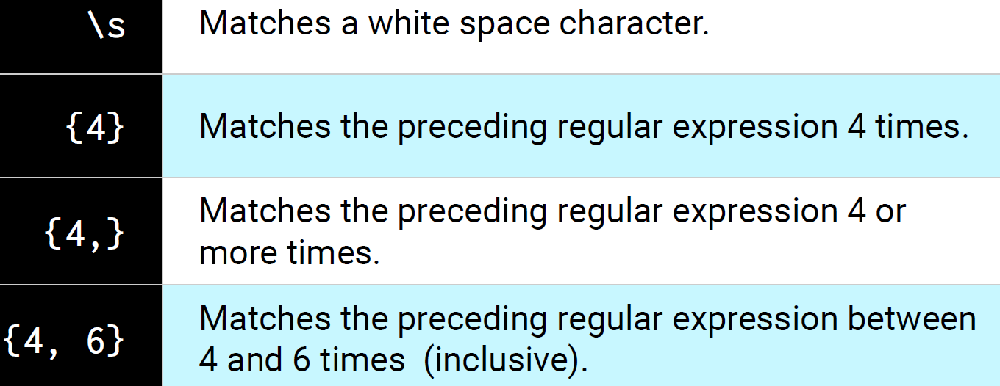 \s Matches a white space character.
{4} Matches the preceding regular expression 4 times.
{4,} Matches the preceding regular expression 4 or
more times.
{4, 6} Matches the preceding regular expression between
4 and 6 times  (inclusive).